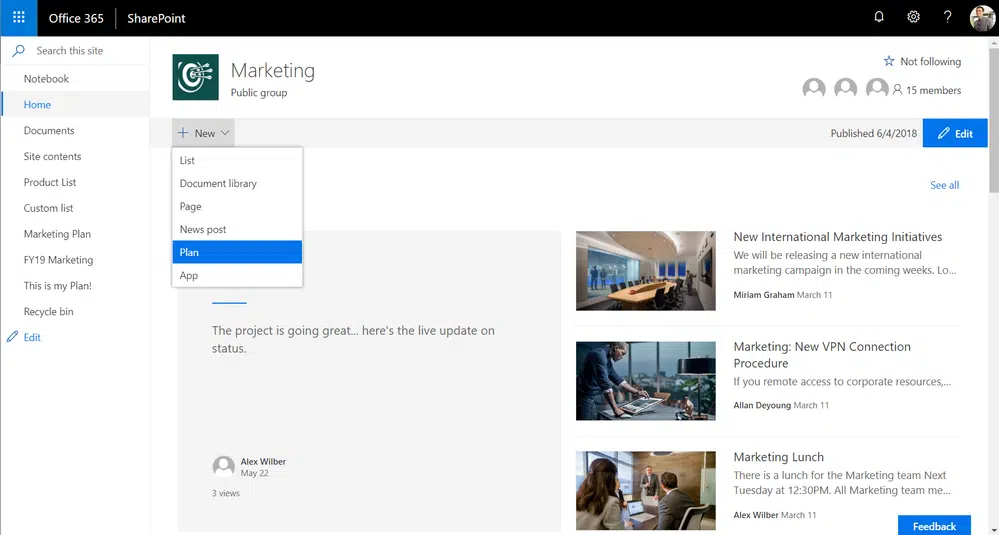 Office 365
SharePoint
?
Search this site
Notebook
Home
Documents
Site contents
Product List
Custom list
Marketing Plan
FY19 Marketing
This is my Plan!
Recycle bin
Edit
Marketing
Public group
Not following
15 members
+ New
Published 6/4/2018
Edit
List
Document library
Page
News post
Plan
App
See all
The project is going great... here's the live update on
status.
Alex Wilber
May 22
3 views
New International Marketing Initiatives
We will be releasing a new international
marketing campaign in the coming weeks. Lo...
Miriam Graham March 11
Marketing: New VPN Connection
Procedure
If you remote access to corporate resources,...
Allan Deyoung March 11
Marketing Lunch
There is a lunch for the Marketing team Next
Tuesday at 12:30PM. All Marketing team me...
Alex Wilber March 11
Feedback